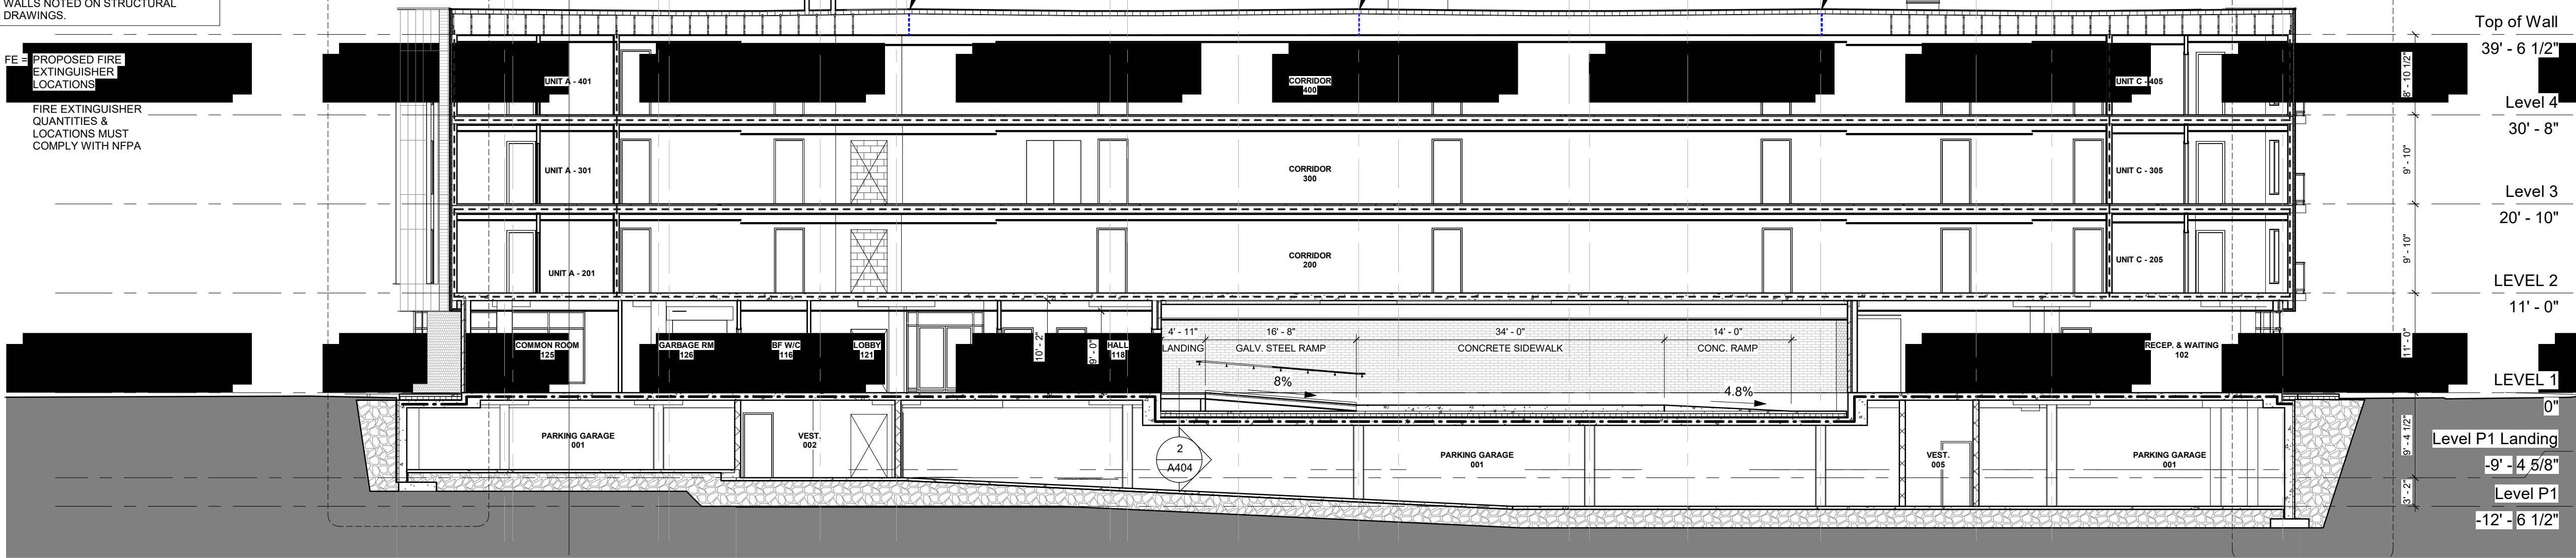 WALLS NOTED ON STRUCTURAL
DRAWINGS.
FE = PROPOSED FIRE
EXTINGUISHER
LOCATIONS
FIRE EXTINGUISHER
QUANTITIES &
LOCATIONS MUST
COMPLY WITH NFPA
Top of Wall
39' - 6 1/2"
8' - 10 1/2"
UNIT A - 401
CORRIDOR
400
UNIT C - 405
Level 4
30' - 8"
9' - 10"
UNIT A - 301
CORRIDOR
300
UNIT C - 305
Level 3
20' - 10"
9' - 10"
UNIT A - 201
CORRIDOR
200
UNIT C - 205
LEVEL 2
11' - 0"
11' - 0"
COMMON ROOM
125
GARBAGE RM
126
BF W/C
116
LOBBY
121
10' - 2"
9' - 0"
HALL
118
4' - 11"
LANDING
16' - 8"
GALV. STEEL RAMP
34' - 0"
CONCRETE SIDEWALK
14' - 0"
CONC. RAMP
8%
4.8%
RECEP. & WAITING
102
LEVEL 1
0"
PARKING GARAGE
001
VEST.
002
2
A404
PARKING GARAGE
001
VEST.
005
PARKING GARAGE
001
9' - 4 1/2"
Level P1 Landing
-9' - 4 5/8"
3' - 2"
Level P1
-12' - 6 1/2"